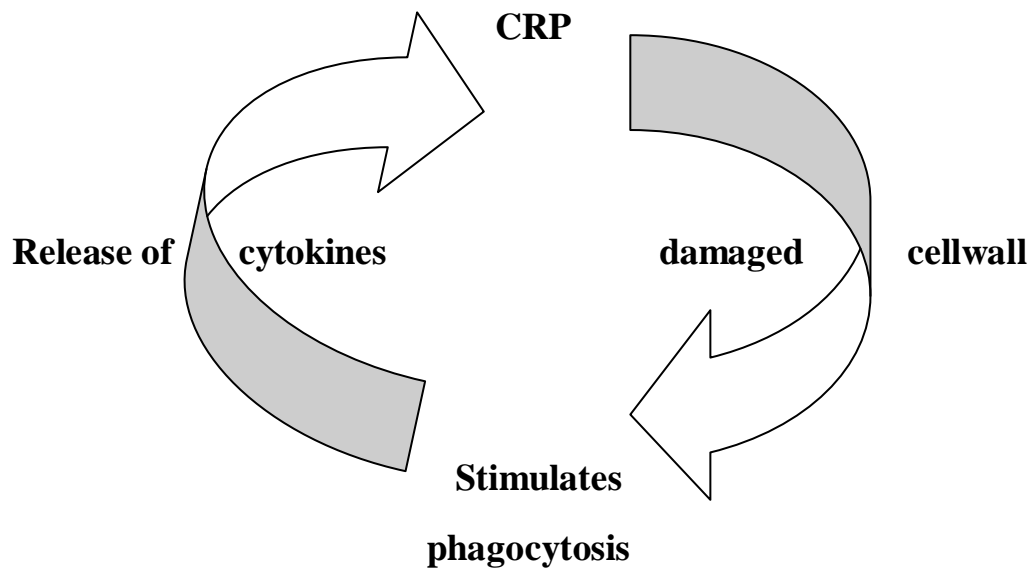 CRP
Release of cytokines
damaged cellwall
Stimulates
phagocytosis